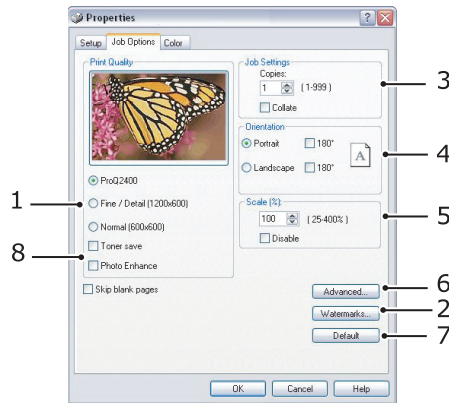 Properties
Setup Job Options Color
Print Quality
ProQ2400
Fine / Detail (1200x600)
Normal (600x600)
Toner save
Photo Enhance
Skip blank pages
Job Settings
Copies:
1 ( 1-999 )
Collate
Orientation
Portrait 180°
Landscape 180°
A
Scale (%):
100 ( 25-400% )
Disable
Advanced...
Watermarks...
Default
OK Cancel Help
1
8
3
4
5
6
2
7